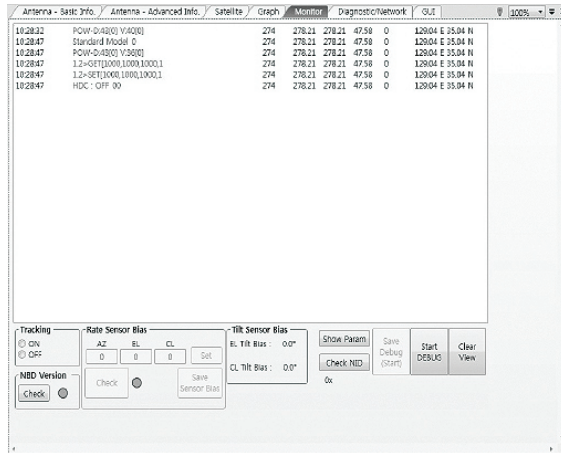 Antenna - Basic Info. Antenna - Advanced Info. Satellite Graph Monitor Diagnostic/Network GUI 100%
10:28:32 POW-D:43[0] V:40[0] 274 278.21 278.21 47.58 0 129.04 E 35.04 N
10:28:47 Standard Model 0 274 278.21 278.21 47.58 0 129.04 E 35.04 N
10:28:47 POW-D:43[0] V:36[0] 274 278.21 278.21 47.58 0 129.04 E 35.04 N
10:28:47 1.2>GET[1000,1000,1000,1 274 278.21 278.21 47.58 0 129.04 E 35.04 N
10:28:47 1.2>SET[1000,1000,1000,1 274 278.21 278.21 47.58 0 129.04 E 35.04 N
10:28:47 HDC : OFF 00 274 278.21 278.21 47.58 0 129.04 E 35.04 N
Tracking
ON
OFF
NBD Version
Check
Rate Sensor Bias
AZ EL CL
0 0 0 Set
Check Save Sensor Bias
Tilt Sensor Bias
EL Tilt Bias : 0.0°
CL Tilt Bias : 0.0°
Show Param
Check NID
0x
Save Debug (Start)
Start DEBUG
Clear View